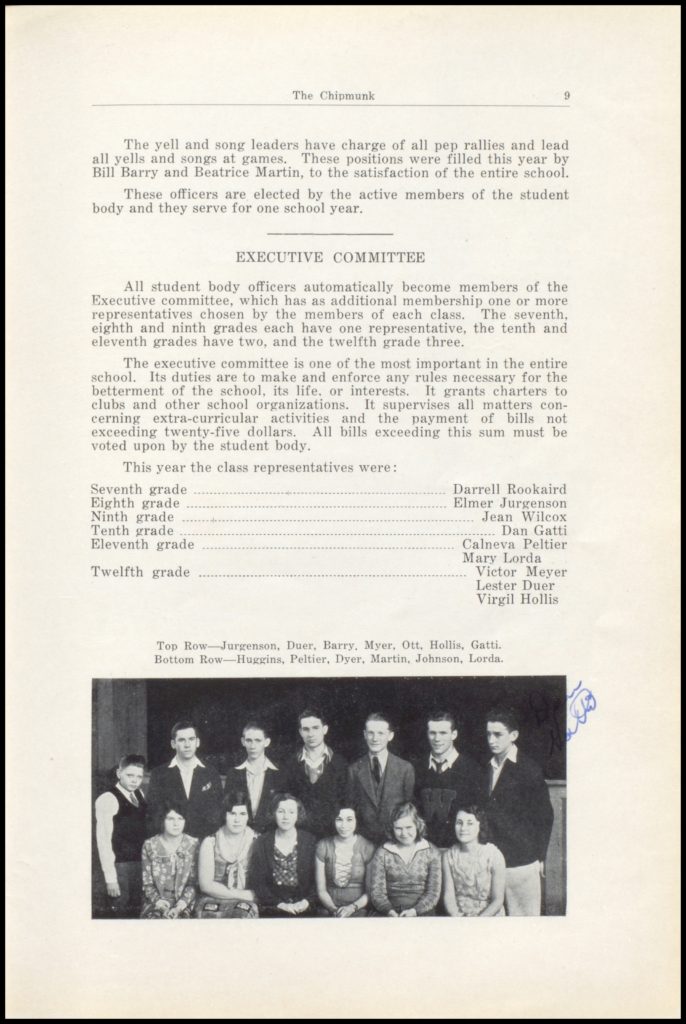 The Chipmunk 9
The yell and song leaders have charge of all pep rallies and lead
all yells and songs at games. These positions were filled this year by
Bill Barry and Beatrice Martin, to the satisfaction of the entire school.
These officers are elected by the active members of the student
body and they serve for one school year.
EXECUTIVE COMMITTEE
All student body officers automatically become members of the
Executive committee, which has as additional membership one or more
representatives chosen by the members of each class. The seventh,
eighth and ninth grades each have one representative, the tenth and
eleventh grades have two, and the twelfth grade three.
The executive committee is one of the most important in the entire
school. Its duties are to make and enforce any rules necessary for the
betterment of the school, its life, or interests. It grants charters to
clubs and other school organizations. It supervises all matters con-
cerning extra-curricular activities and the payment of bills not
exceeding twenty-five dollars. All bills exceeding this sum must be
voted upon by the student body.
This year the class representatives were:
Seventh grade Darrell Rookaird
Eighth grade Elmer Jurgenson
Ninth grade Jean Wilcox
Tenth grade Dan Gatti
Eleventh grade Calneva Peltier
Mary Lorda
Twelfth grade Victor Meyer
Lester Duer
Virgil Hollis
Top Row—Jurgenson, Duer, Barry, Myer, Ott, Hollis, Gatti.
Bottom Row—Huggins, Peltier, Dyer, Martin, Johnson, Lorda.
W